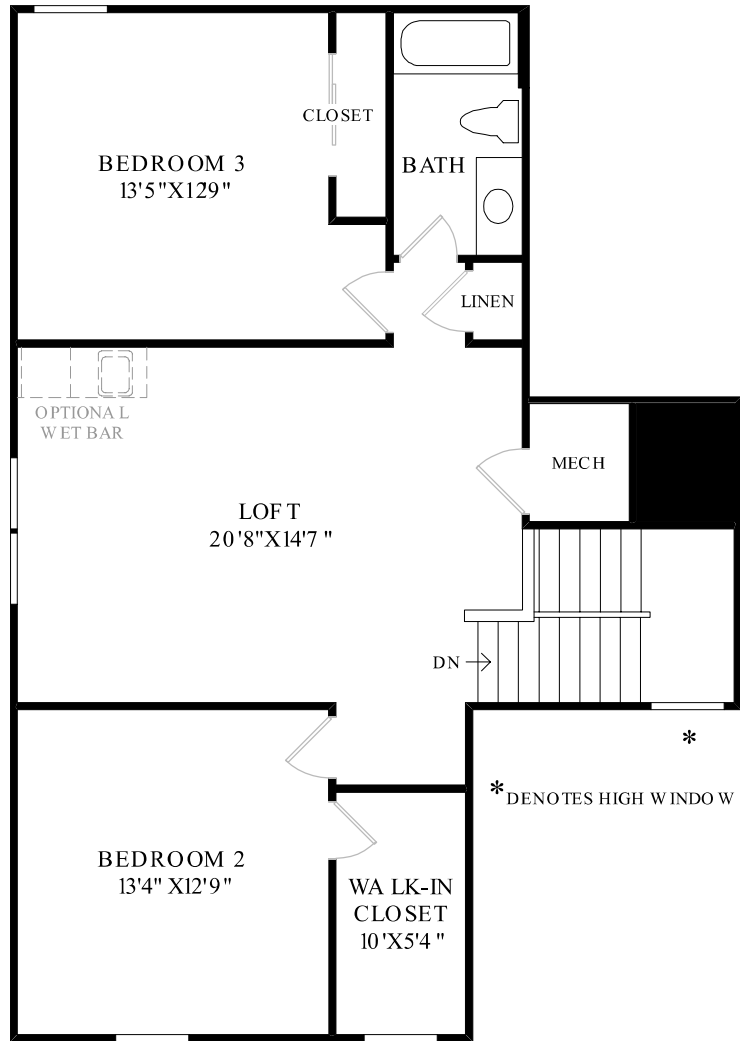 CLOSET
BEDROOM 3
13'5"X129"
BATH
LINEN
OPTIONAL
WET BAR
MECH
LOFT
20'8"X14'7"
DN
*
*DENOTES HIGH WINDOW
BEDROOM 2
13'4" X12'9"
WALK-IN
CLOSET
10'X5'4"